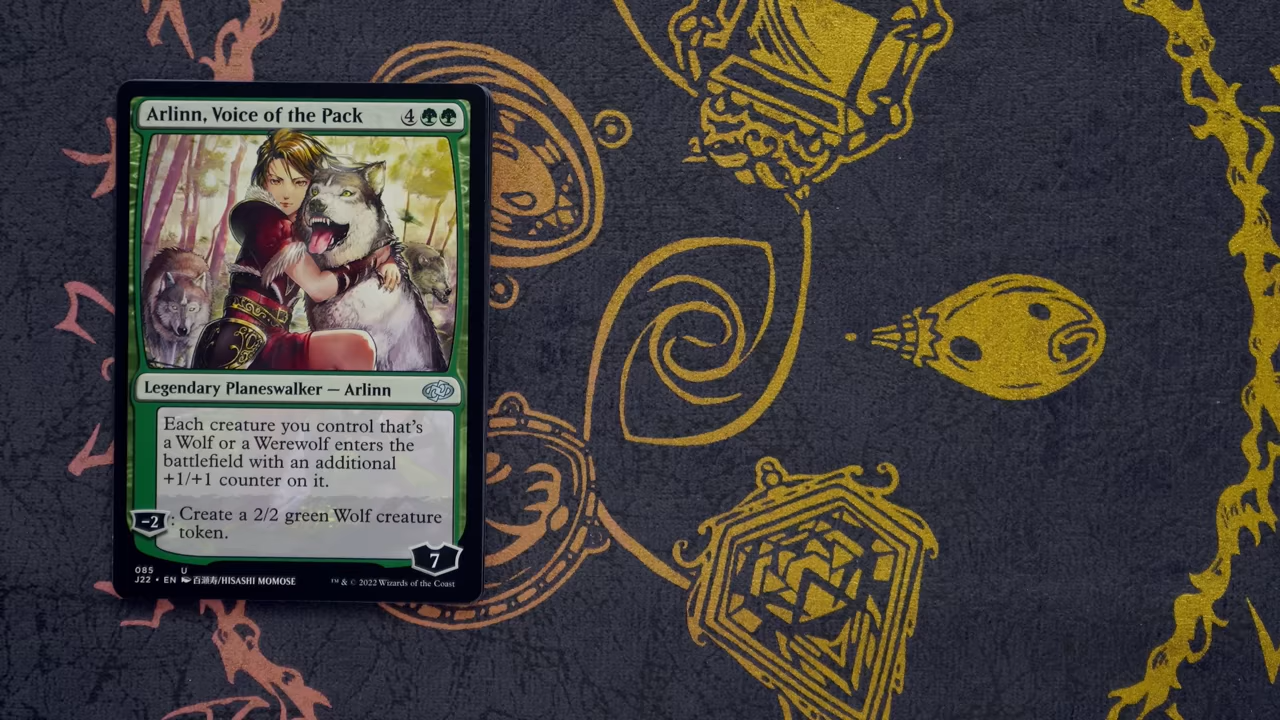 Arlinn, Voice of the Pack 4
Legendary Planeswalker — Arlinn
Each creature you control that's
a Wolf or a Werewolf enters the
battlefield with an additional
+1/+1 counter on it.
−2: Create a 2/2 green Wolf creature
token.
7
085 U
J22 • EN 百瀬寿/HISASHI MOMOSE ™ & © 2022 Wizards of the Coast